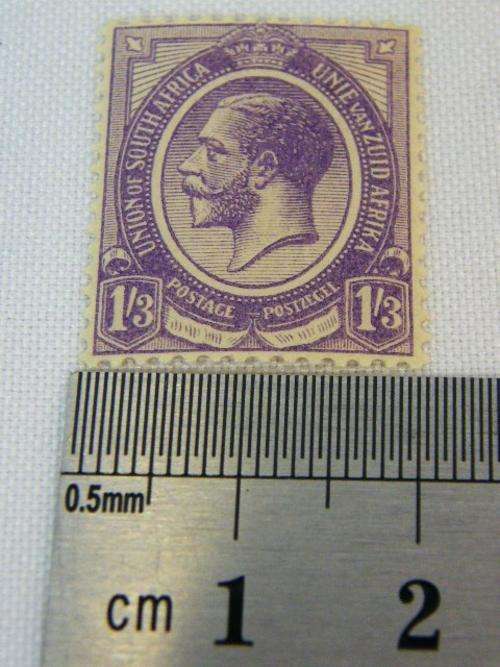 UNION OF SOUTH AFRICA
UNIE VAN ZUID AFRIKA
POSTAGE – POSTZEGEL
1/3 1/3
0.5mm
cm 1 2